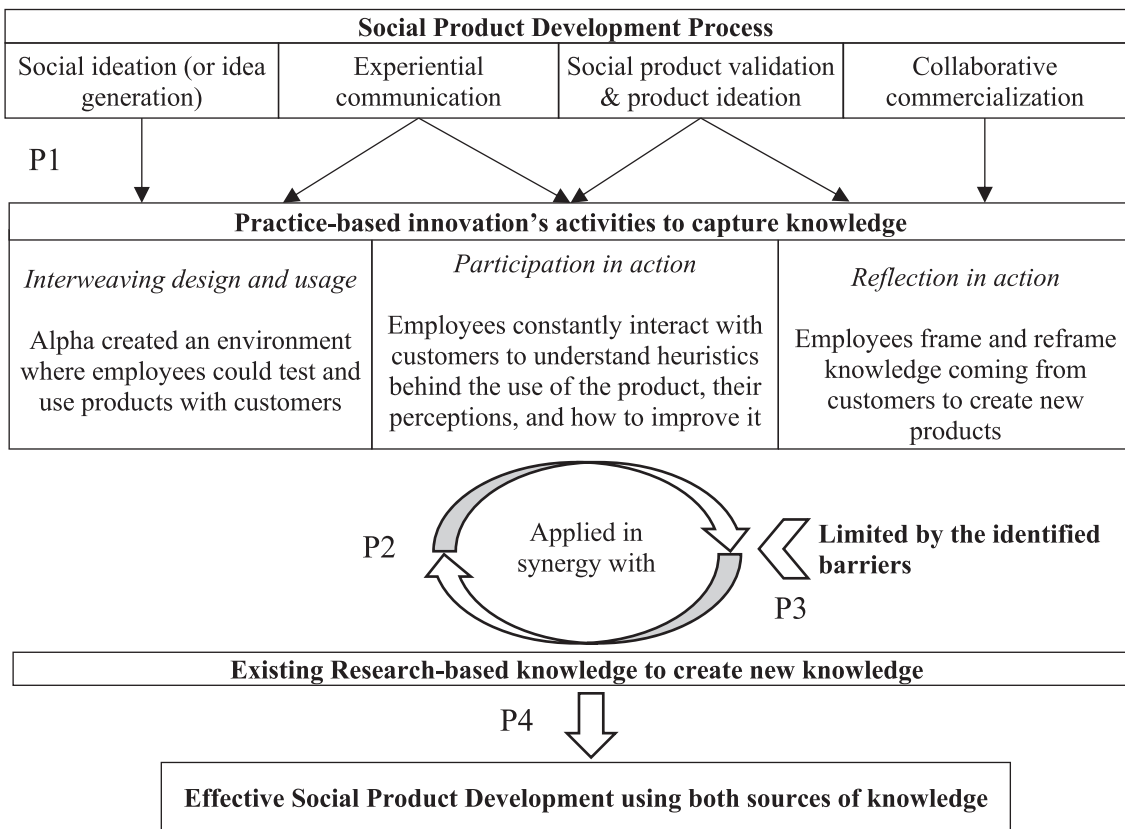 Social Product Development Process
Social ideation (or idea
generation)
Experiential
communication
Social product validation
& product ideation
Collaborative
commercialization
P1
Practice-based innovation’s activities to capture knowledge
Interweaving design and usage
Alpha created an environment
where employees could test and
use products with customers
Participation in action
Employees constantly interact with
customers to understand heuristics
behind the use of the product, their
perceptions, and how to improve it
Reflection in action
Employees frame and reframe
knowledge coming from
customers to create new
products
P2
Applied in
synergy with
Limited by the identified
barriers
P3
Existing Research-based knowledge to create new knowledge
P4
Effective Social Product Development using both sources of knowledge